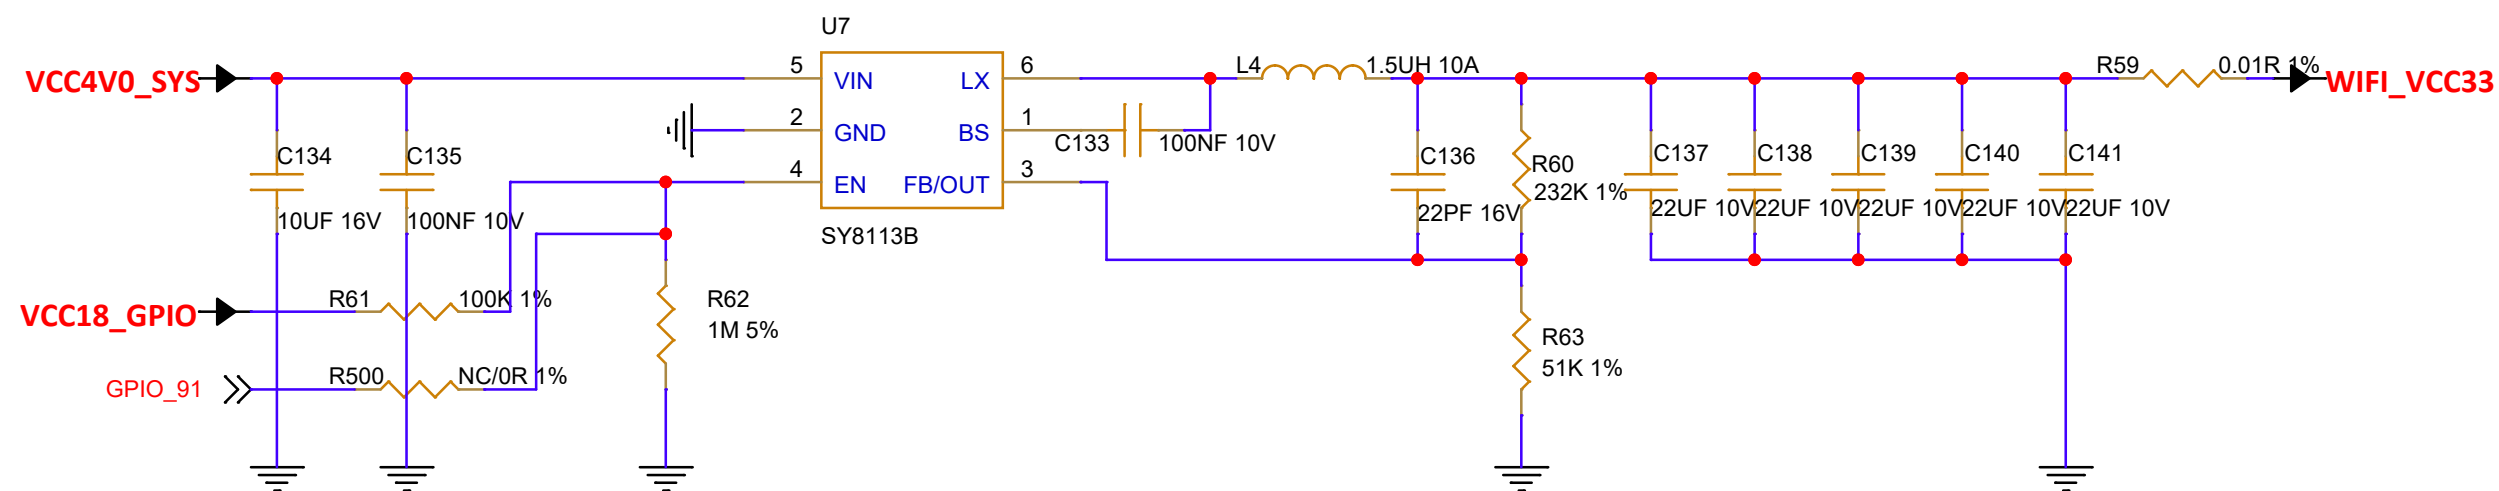 U7
VCC4V0_SYS
5
VIN
LX
6
L4
1.5UH 10A
R59
0.01R 1%
WIFI_VCC33
2
GND
BS
1
C133
100NF 10V
4
EN
FB/OUT
3
SY8113B
C134
10UF 16V
C135
100NF 10V
C136
22PF 16V
R60
232K 1%
C137
22UF 10V
C138
22UF 10V
C139
22UF 10V
C140
22UF 10V
C141
22UF 10V
VCC18_GPIO
R61
100K 1%
R62
1M 5%
R63
51K 1%
GPIO_91
R500
NC/0R 1%